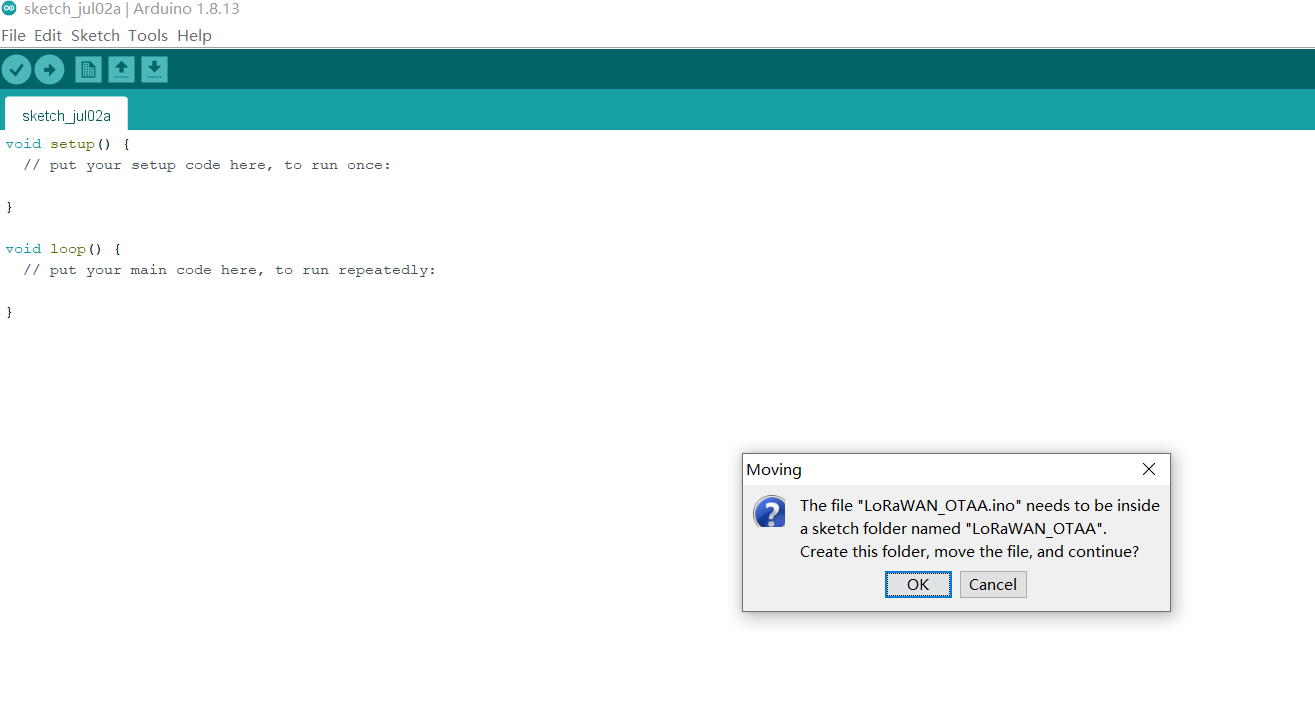 sketch_jul02a | Arduino 1.8.13
File Edit Sketch Tools Help
sketch_jul02a
void setup() {
  // put your setup code here, to run once:
}
void loop() {
  // put your main code here, to run repeatedly:
}
Moving
The file "LoRaWAN_OTAA.ino" needs to be inside
a sketch folder named "LoRaWAN_OTAA".
Create this folder, move the file, and continue?
OK Cancel